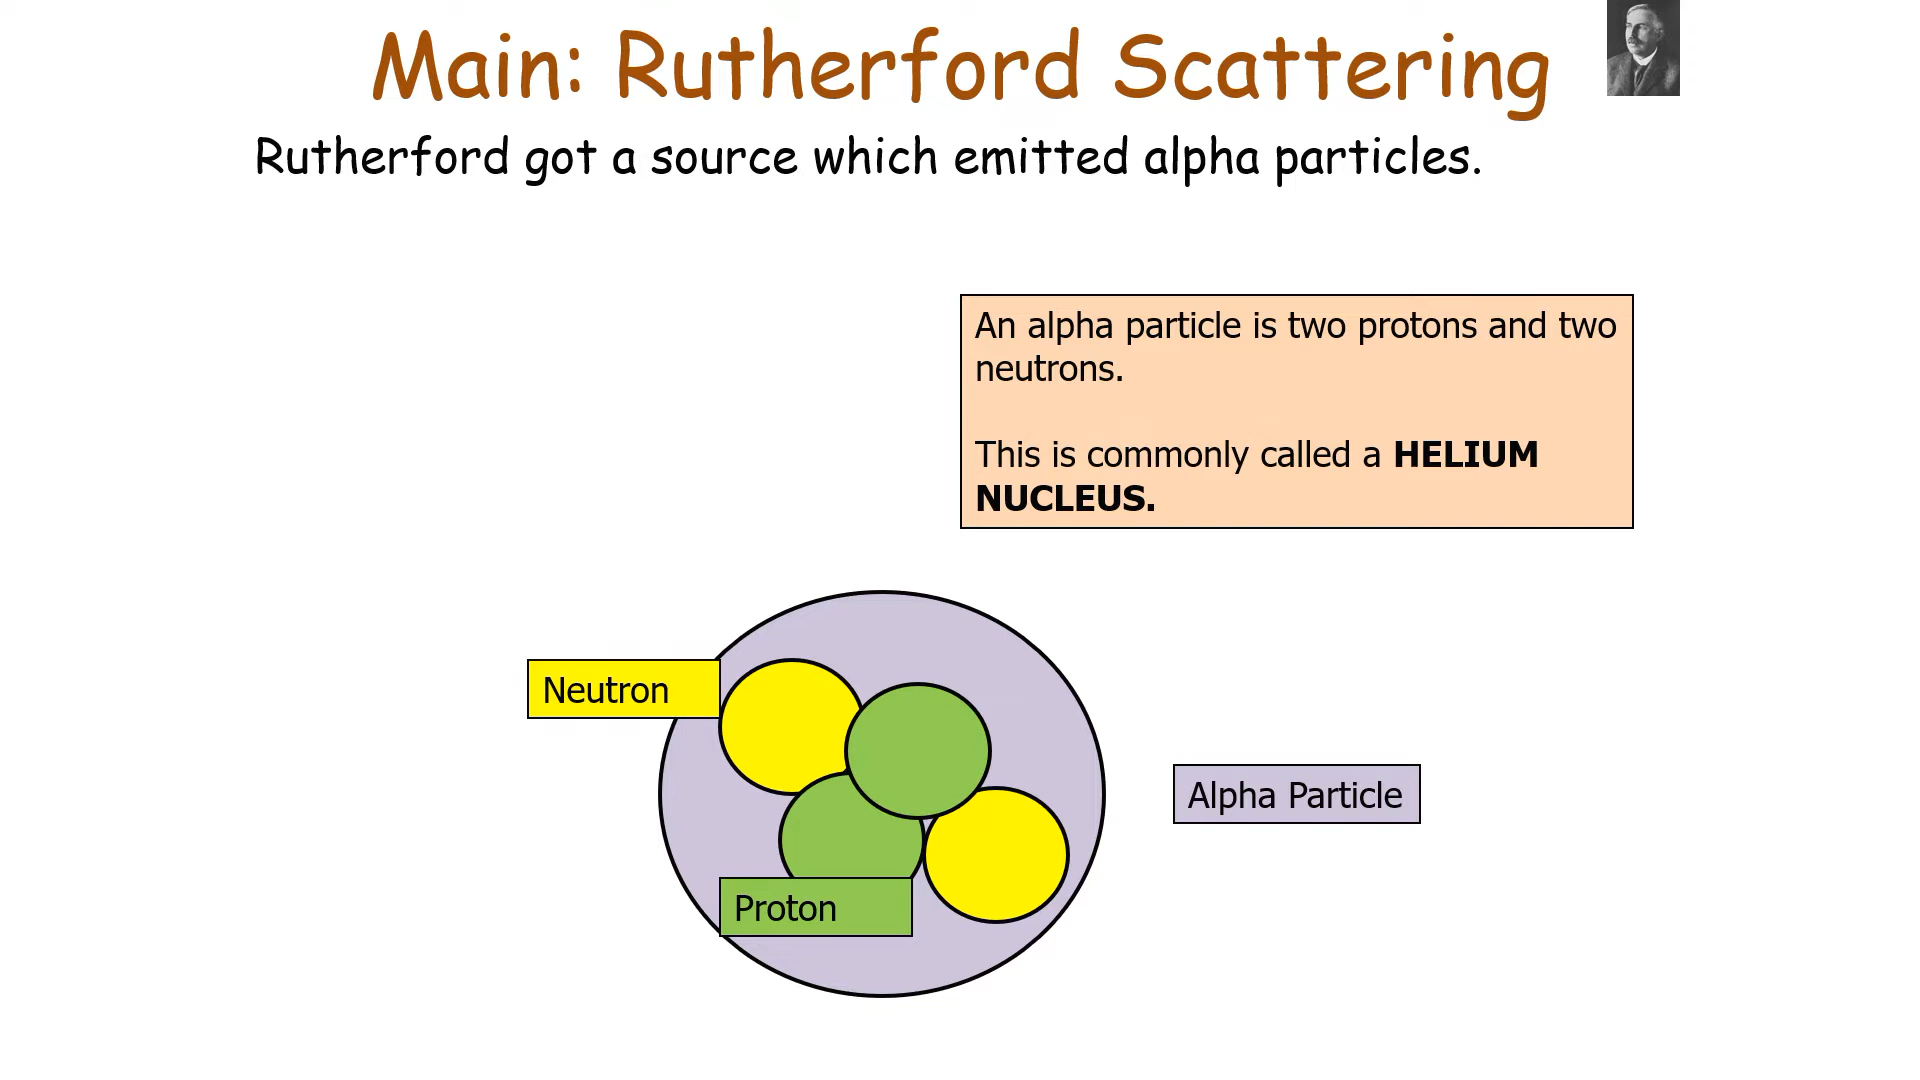 Main: Rutherford Scattering
Rutherford got a source which emitted alpha particles.
An alpha particle is two protons and two
neutrons.
This is commonly called a HELIUM
NUCLEUS.
Neutron
Alpha Particle
Proton